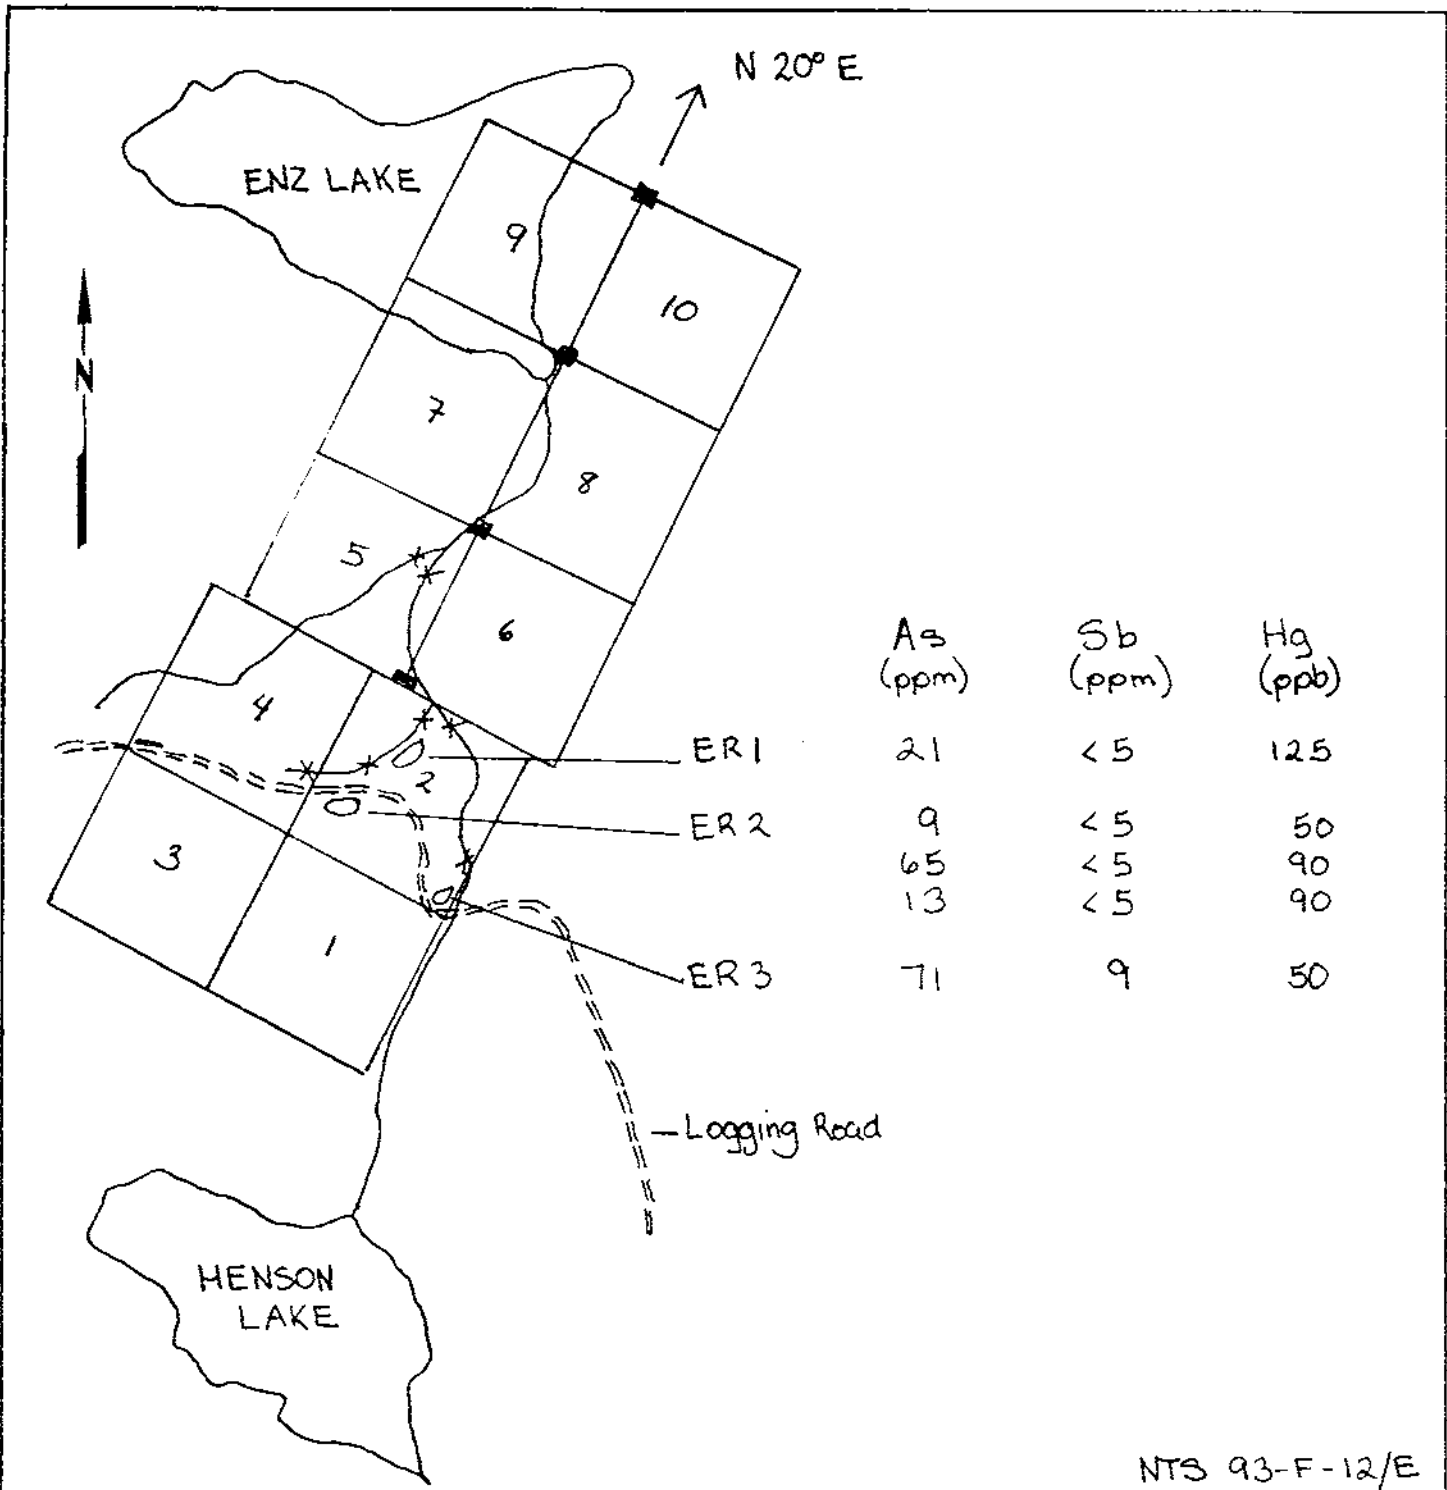 N 20° E
ENZ LAKE
9
10
N
7
8
5
6
As Sb Hg
(ppm) (ppm) (ppb)
4
ER1 21 <5 125
2
ER2 9 <5 50
65 <5 90
3
13 <5 90
1
ER3 71 9 50
Logging Road
HENSON
LAKE
NTS 93-F-12/E